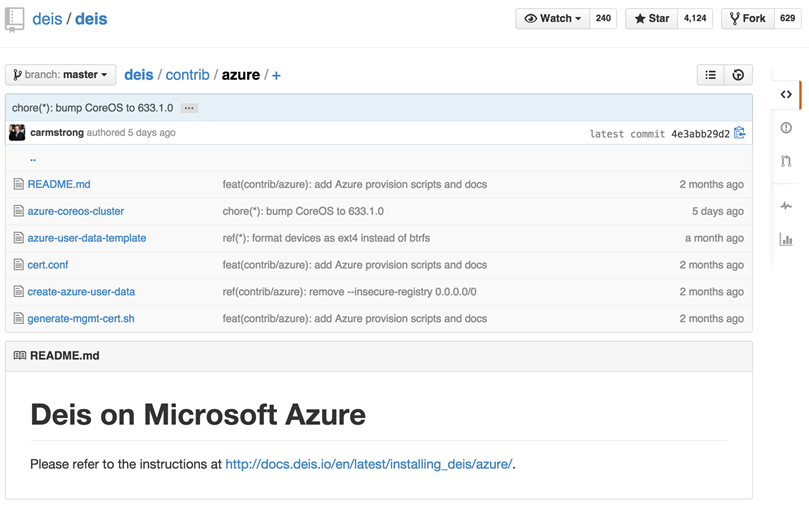 deis / deis
Watch 240 Star 4,124 Fork 629
branch: master deis / contrib / azure / +
chore(*): bump CoreOS to 633.1.0 ...
carmstrong authored 5 days ago latest commit 4e3abb29d2
..
README.md feat(contrib/azure): add Azure provision scripts and docs 2 months ago
azure-coreos-cluster chore(*): bump CoreOS to 633.1.0 5 days ago
azure-user-data-template ref(*): format devices as ext4 instead of btrfs a month ago
cert.conf feat(contrib/azure): add Azure provision scripts and docs 2 months ago
create-azure-user-data ref(contrib/azure): remove --insecure-registry 0.0.0.0/0 2 months ago
generate-mgmt-cert.sh feat(contrib/azure): add Azure provision scripts and docs 2 months ago
README.md
Deis on Microsoft Azure
Please refer to the instructions at http://docs.deis.io/en/latest/installing_deis/azure/.